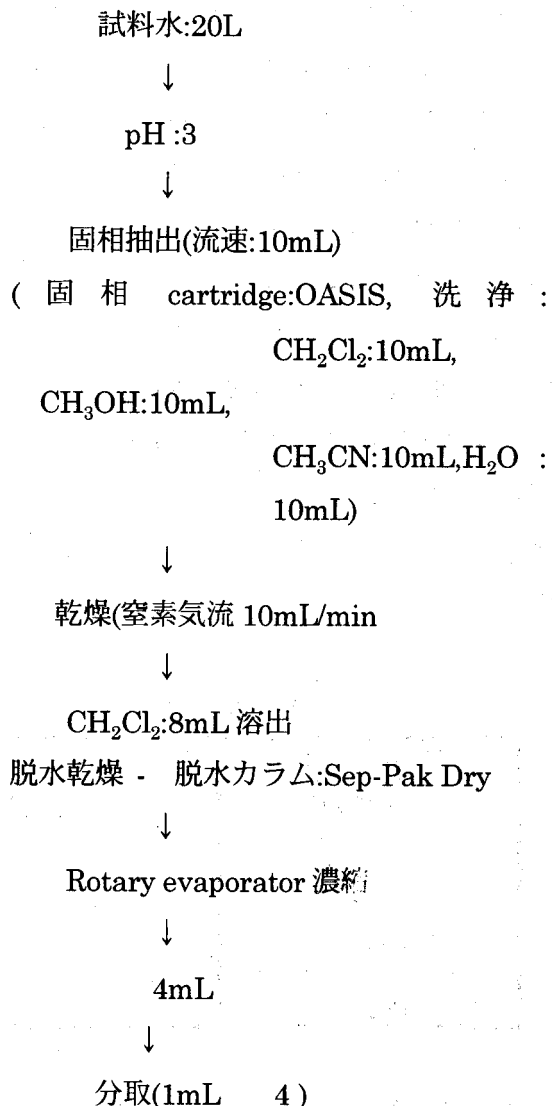 試料水:20L
↓
pH :3
↓
固相抽出(流速:10mL)
( 固 相 cartridge:OASIS, 洗 浄 :
CH₂Cl₂:10mL,
CH₃OH:10mL,
CH₃CN:10mL,H₂O :
10mL)
↓
乾燥(窒素気流 10mL/min
↓
CH₂Cl₂:8mL 溶出
脱水乾燥 - 脱水カラム:Sep-Pak Dry
↓
Rotary evaporator 濃縮
↓
4mL
↓
分取(1mL 4 )